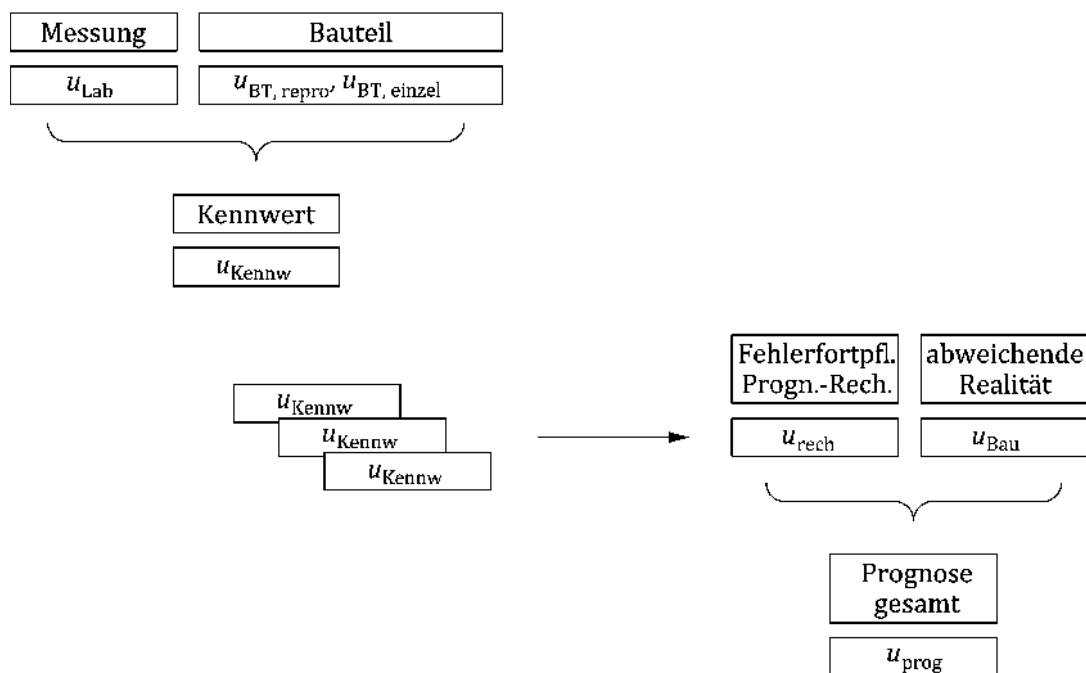 Messung
Bauteil
u_Lab
u_BT, repro, u_BT, einzel
Kennwert
u_Kennw
Fehlerfortpfl.
Progn.-Rech.
abweichende
Realität
u_Kennw
u_Kennw
u_Kennw
u_rech
u_Bau
Prognose
gesamt
u_prog